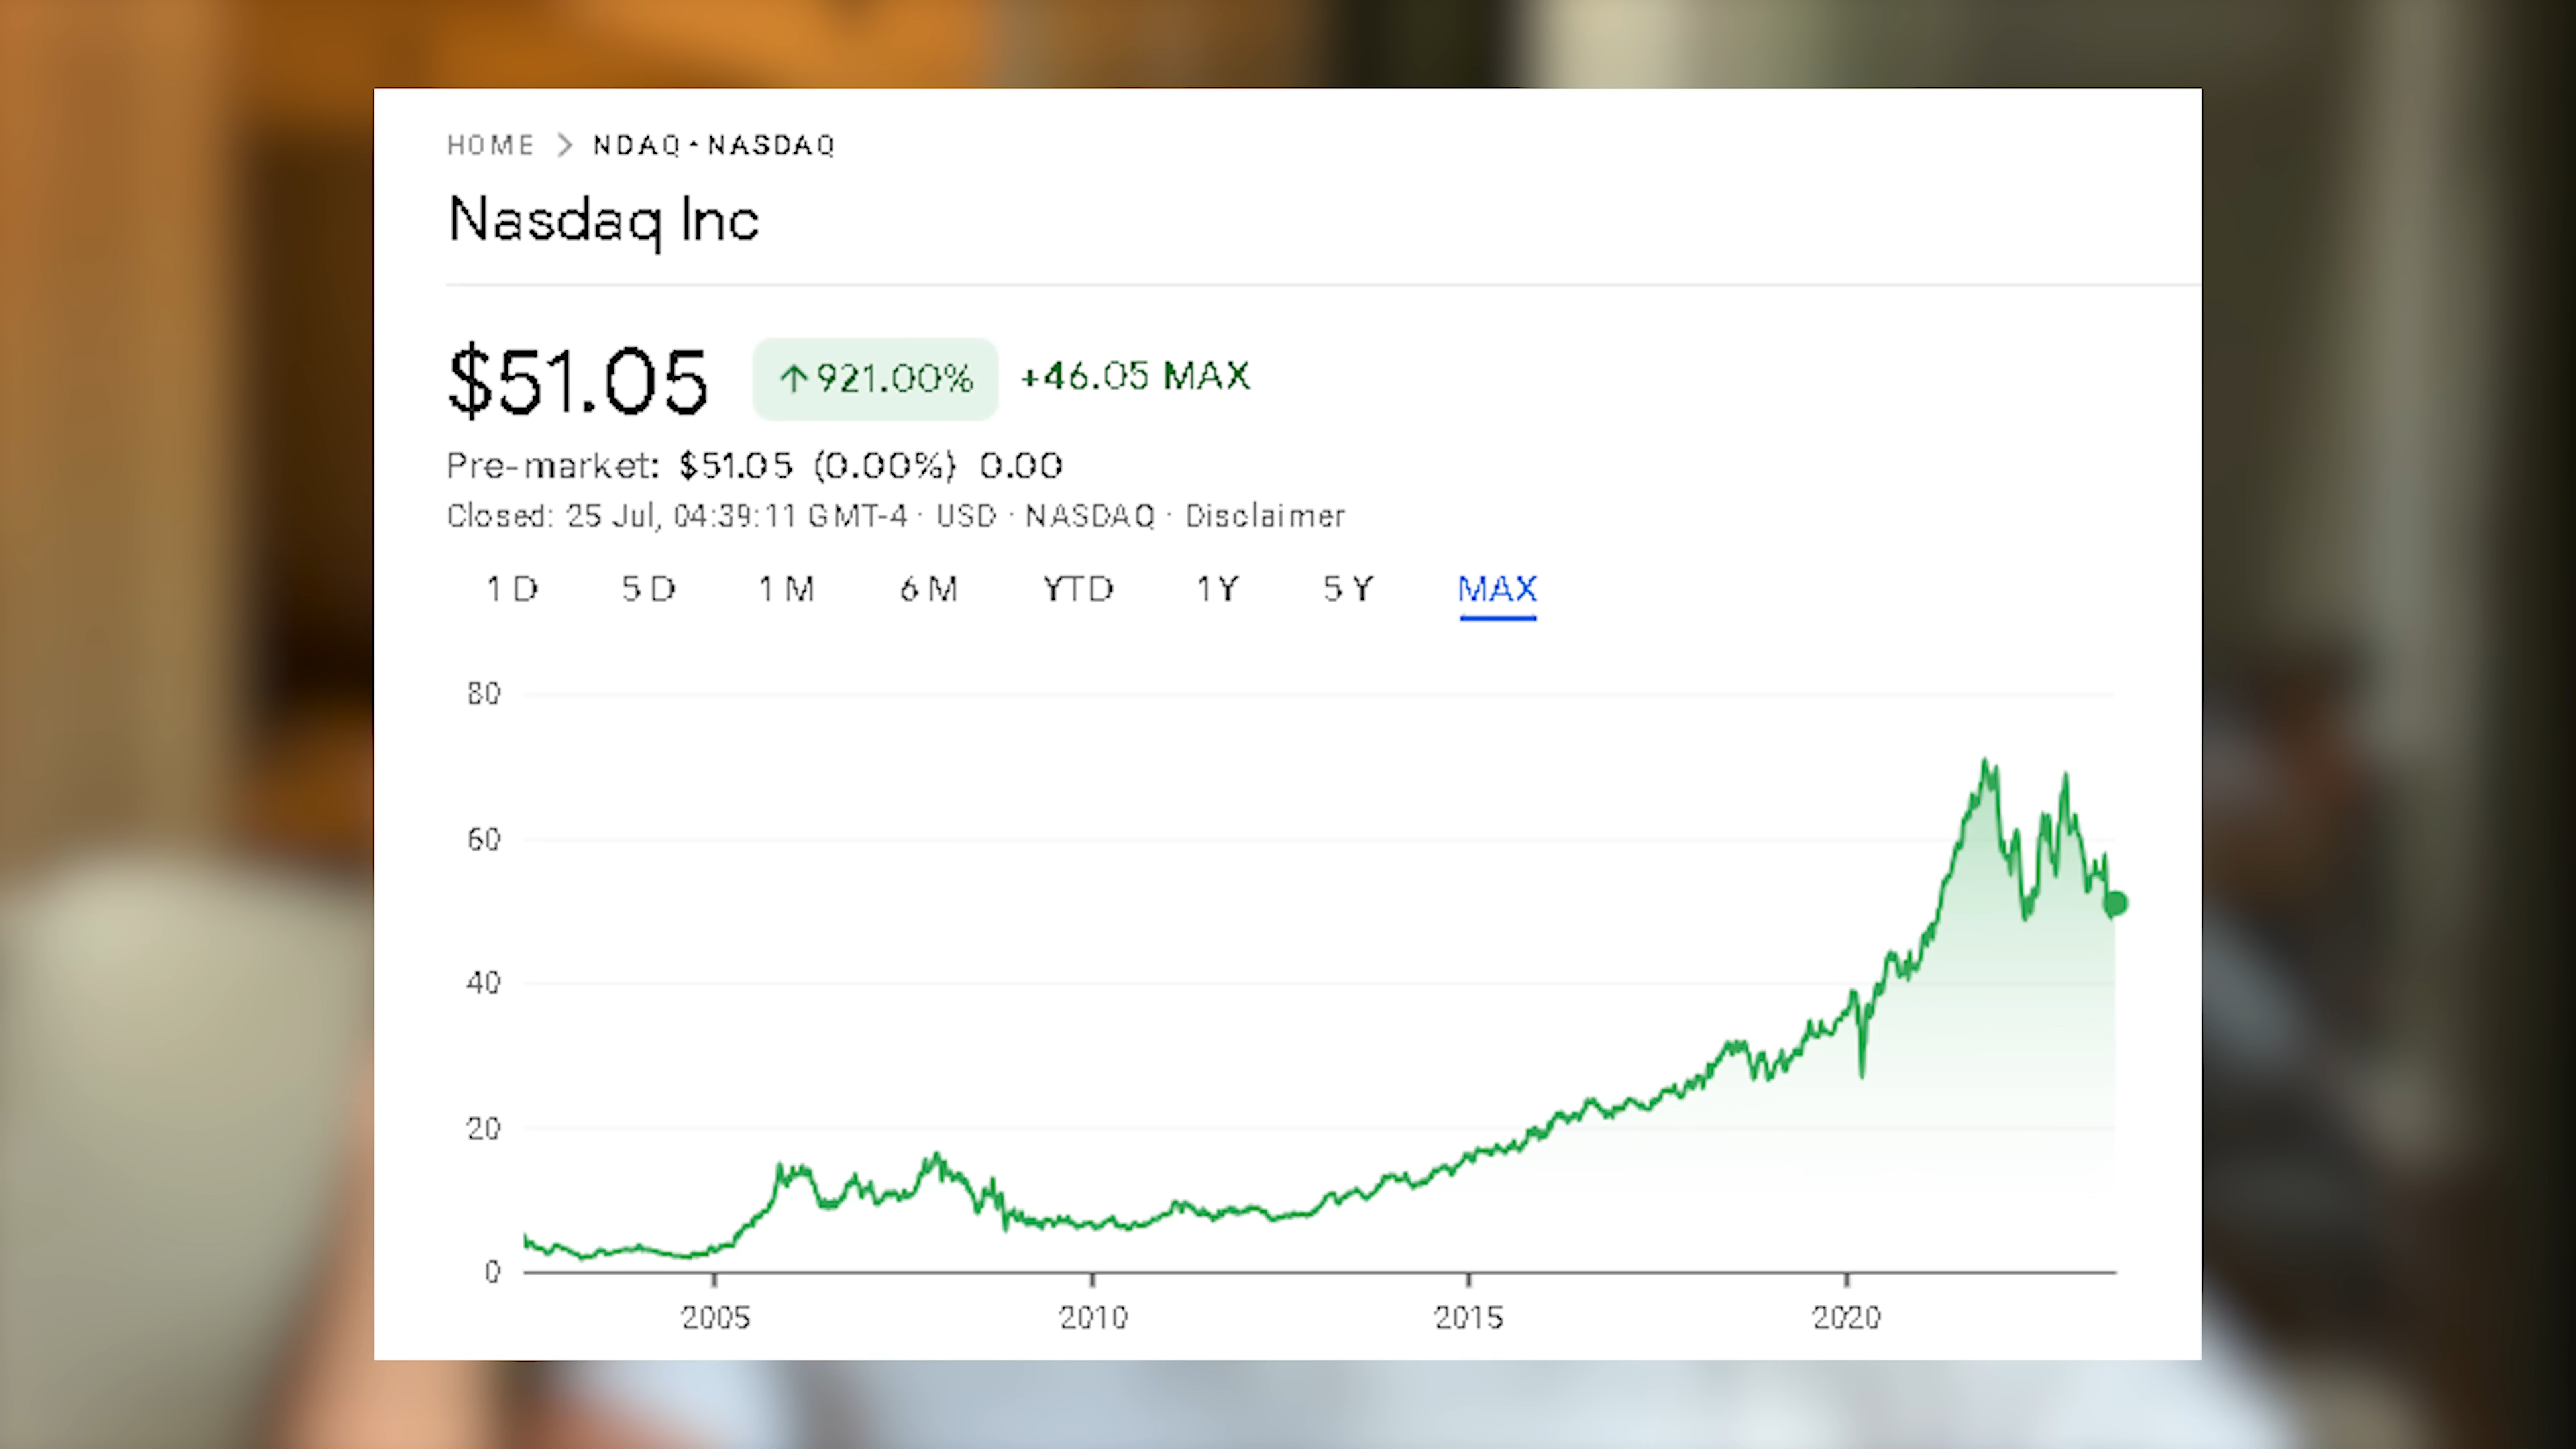 HOME > NDAQ • NASDAQ
Nasdaq Inc
$51.05 ↑921.00% +46.05 MAX
Pre-market: $51.05 (0.00%) 0.00
Closed: 25 Jul, 04:39:11 GMT-4 · USD · NASDAQ · Disclaimer
1D 5D 1M 6M YTD 1Y 5Y MAX
80
60
40
20
0
2005 2010 2015 2020